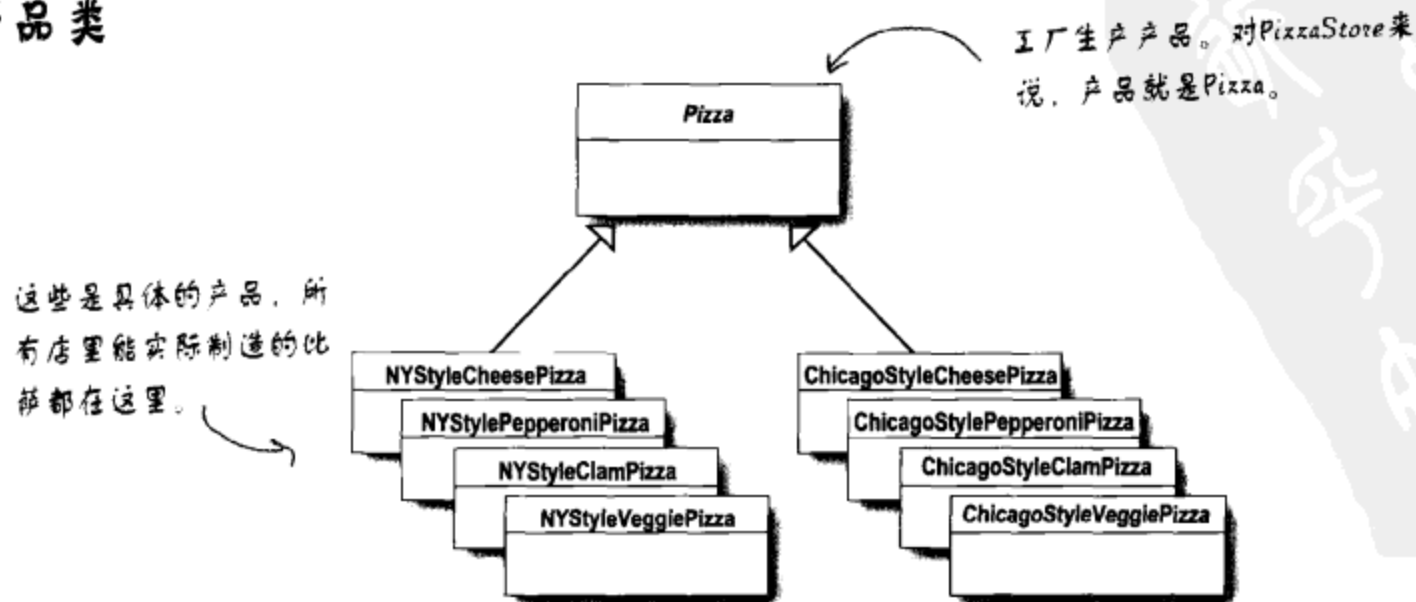 品类
工厂生产产品。对PizzaStore来
说，产品就是Pizza。
Pizza
这些是具体的产品，所
有店里能实际制造的比
萨都在这里。
NYStyleCheesePizza
NYStylePepperoniPizza
NYStyleClamPizza
NYStyleVeggiePizza
ChicagoStyleCheesePizza
ChicagoStylePepperoniPizza
ChicagoStyleClamPizza
ChicagoStyleVeggiePizza